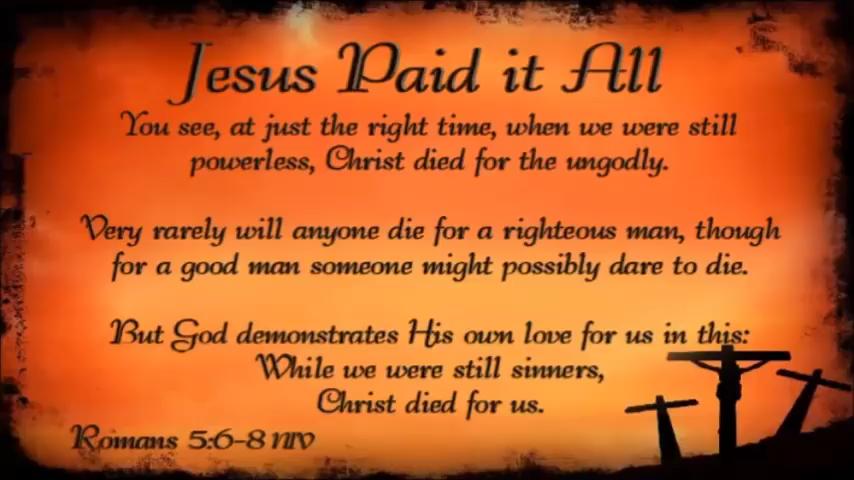 Jesus Paid it All
You see, at just the right time, when we were still
powerless, Christ died for the ungodly.
Very rarely will anyone die for a righteous man, though
for a good man someone might possibly dare to die.
But God demonstrates His own love for us in this:
While we were still sinners,
Christ died for us.
Romans 5:6-8 NIV